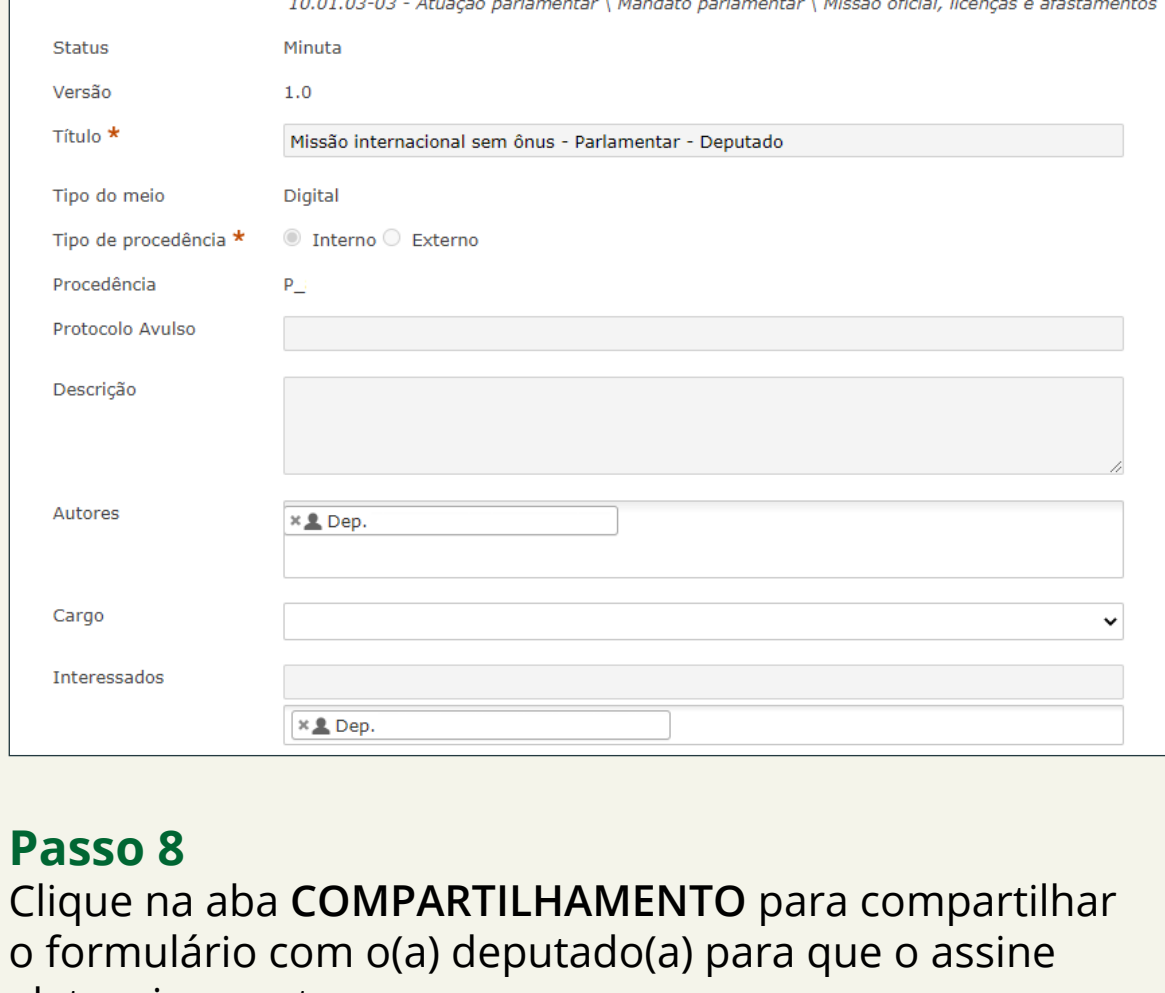 10.01.03-03 - Atuação parlamentar \ Mandato parlamentar \ Missão oficial, licenças e afastamentos
Status Minuta
Versão 1.0
Título * Missão internacional sem ônus - Parlamentar - Deputado
Tipo do meio Digital
Tipo de procedência * Interno Externo
Procedência P_
Protocolo Avulso
Descrição
Autores × Dep.
Cargo
Interessados
× Dep.
Passo 8
Clique na aba COMPARTILHAMENTO para compartilhar
o formulário com o(a) deputado(a) para que o assine